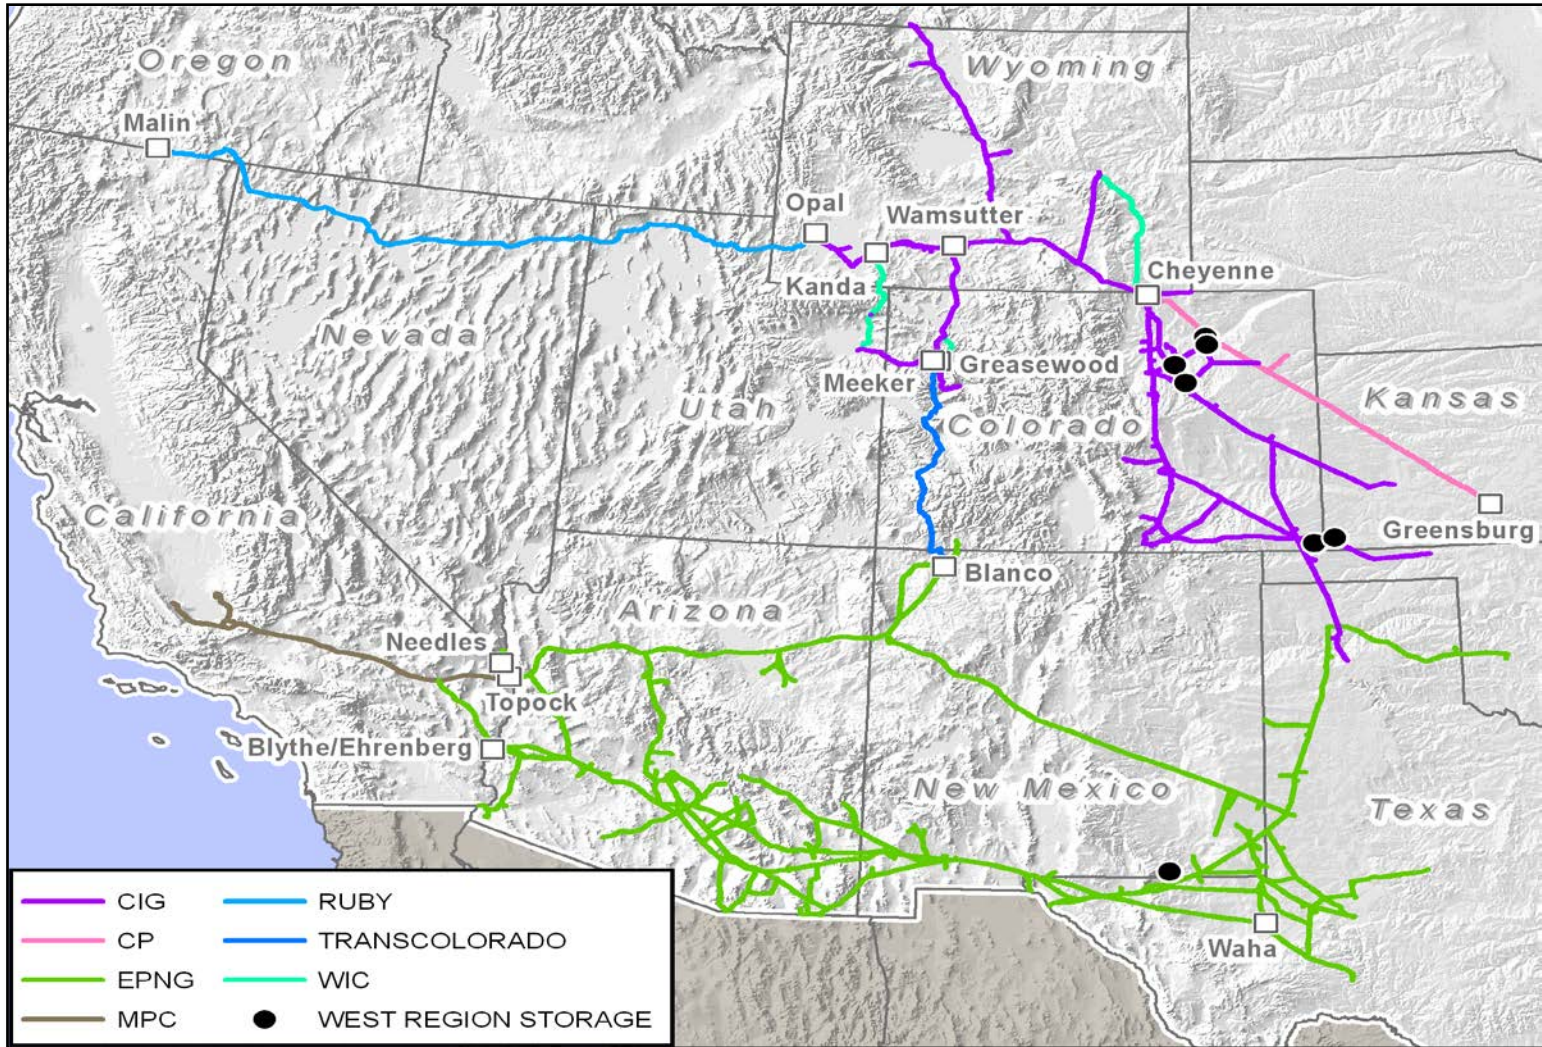 Oregon
Wyoming
Malin
Opal
Wamsutter
Kanda
Cheyenne
Nevada
Meeker
Greasewood
Utah
Colorado
Kansas
California
Greensburg
Blanco
Arizona
Needles
Topock
Blythe/Ehrenberg
New Mexico
Texas
Waha
CIG
CP
EPNG
MPC
RUBY
TRANSCOLORADO
WIC
WEST REGION STORAGE